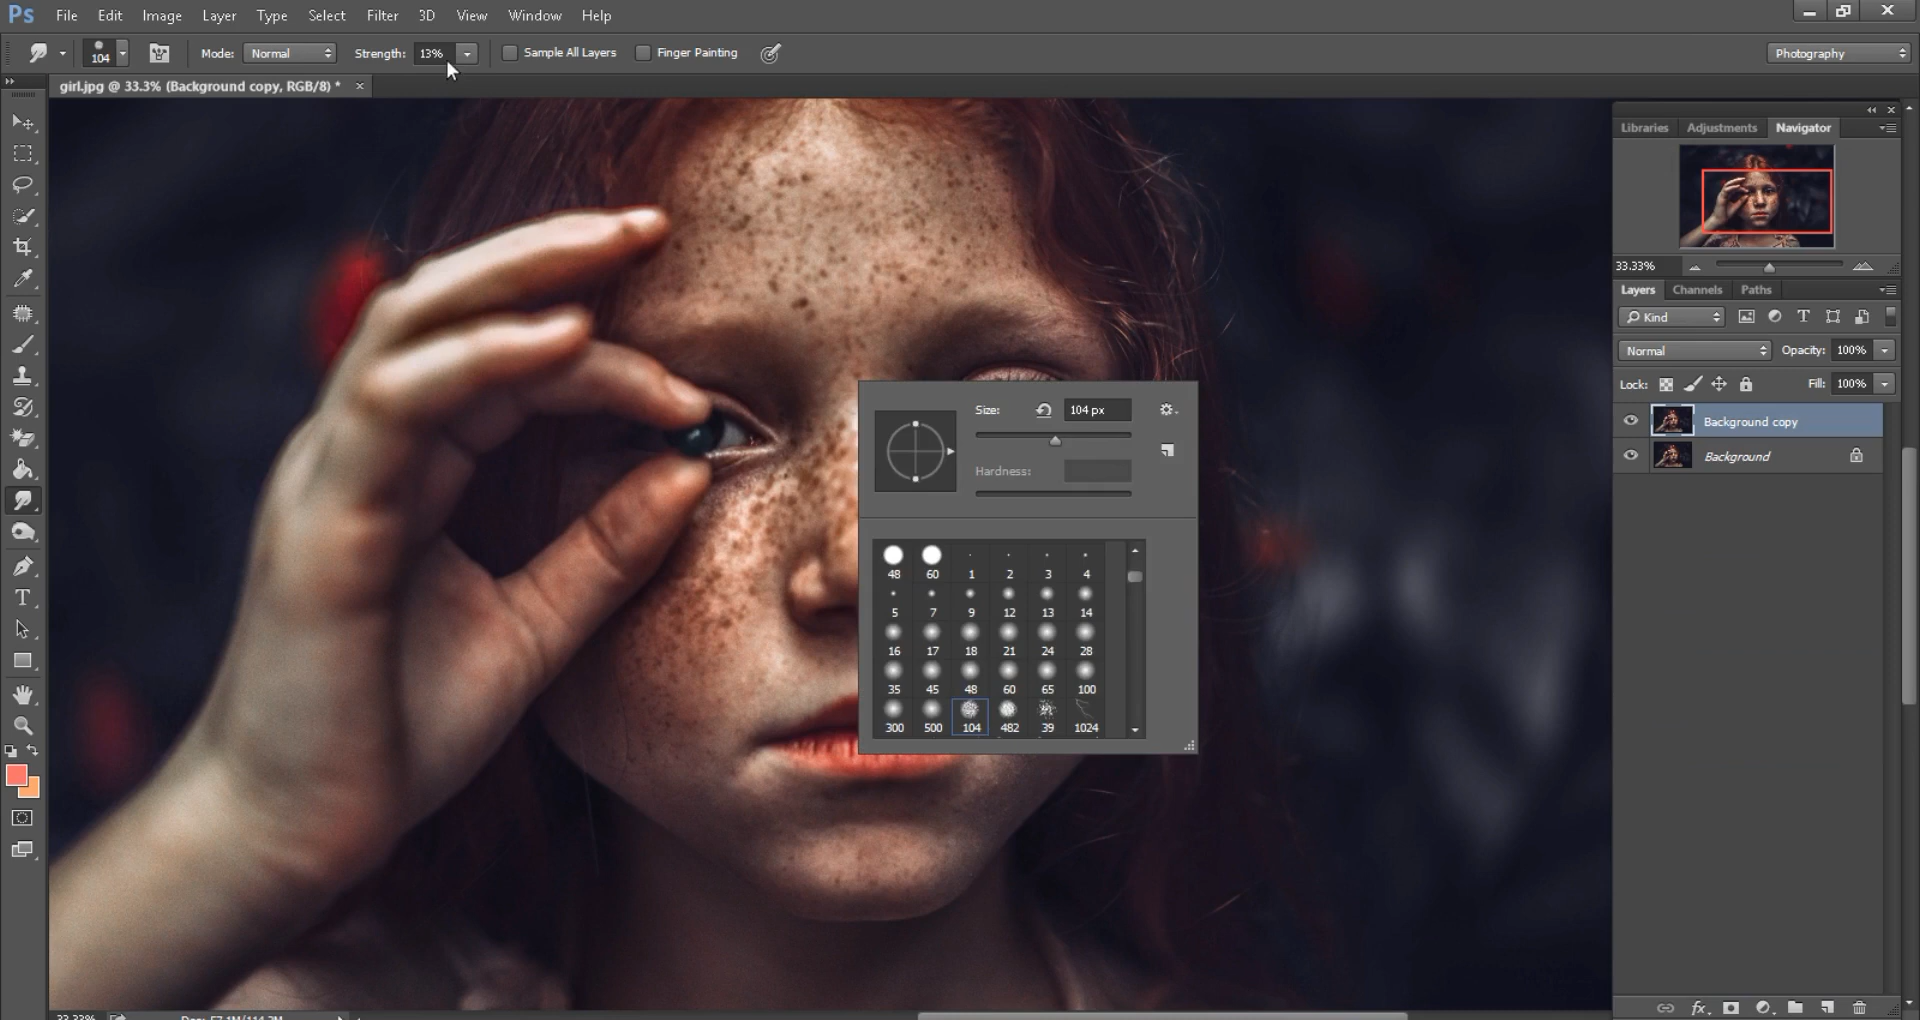 Ps File Edit Image Layer Type Select Filter 3D View Window Help
104 Mode: Normal Strength: 13% Sample All Layers Finger Painting Photography
girl.jpg @ 33.3% (Background copy, RGB/8) * ×
Libraries Adjustments Navigator
33.33%
Layers Channels Paths
Kind T
Normal Opacity: 100%
Lock: Fill: 100%
Background copy
Background
Size: 104 px
Hardness:
48 60 1 2 3 4
5 7 9 12 13 14
16 17 18 21 24 28
35 45 48 60 65 100
300 500 104 482 39 1024
T
fx
33.33%